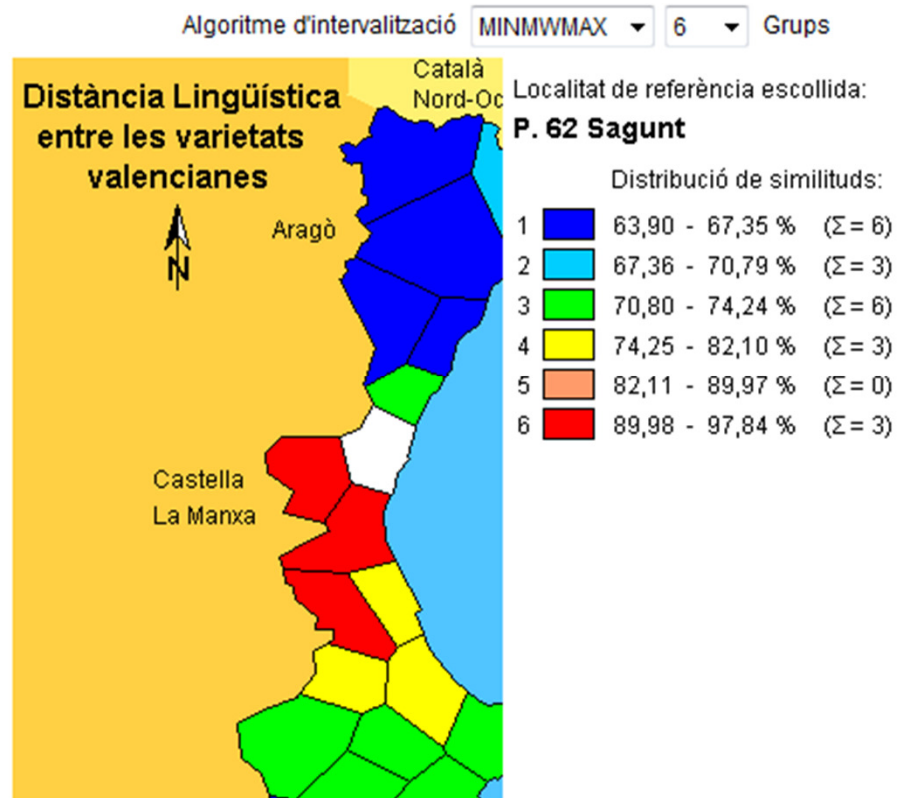 Algoritme d'intervalització MINMWMAX 6 Grups
Distància Lingüística
entre les varietats
valencianes
N
Català
Nord-Oc
Aragò
Castella
La Manxa
Localitat de referència escollida:
P. 62 Sagunt
Distribució de similituds:
1 63,90 - 67,35 % (Σ = 6)
2 67,36 - 70,79 % (Σ = 3)
3 70,80 - 74,24 % (Σ = 6)
4 74,25 - 82,10 % (Σ = 3)
5 82,11 - 89,97 % (Σ = 0)
6 89,98 - 97,84 % (Σ = 3)